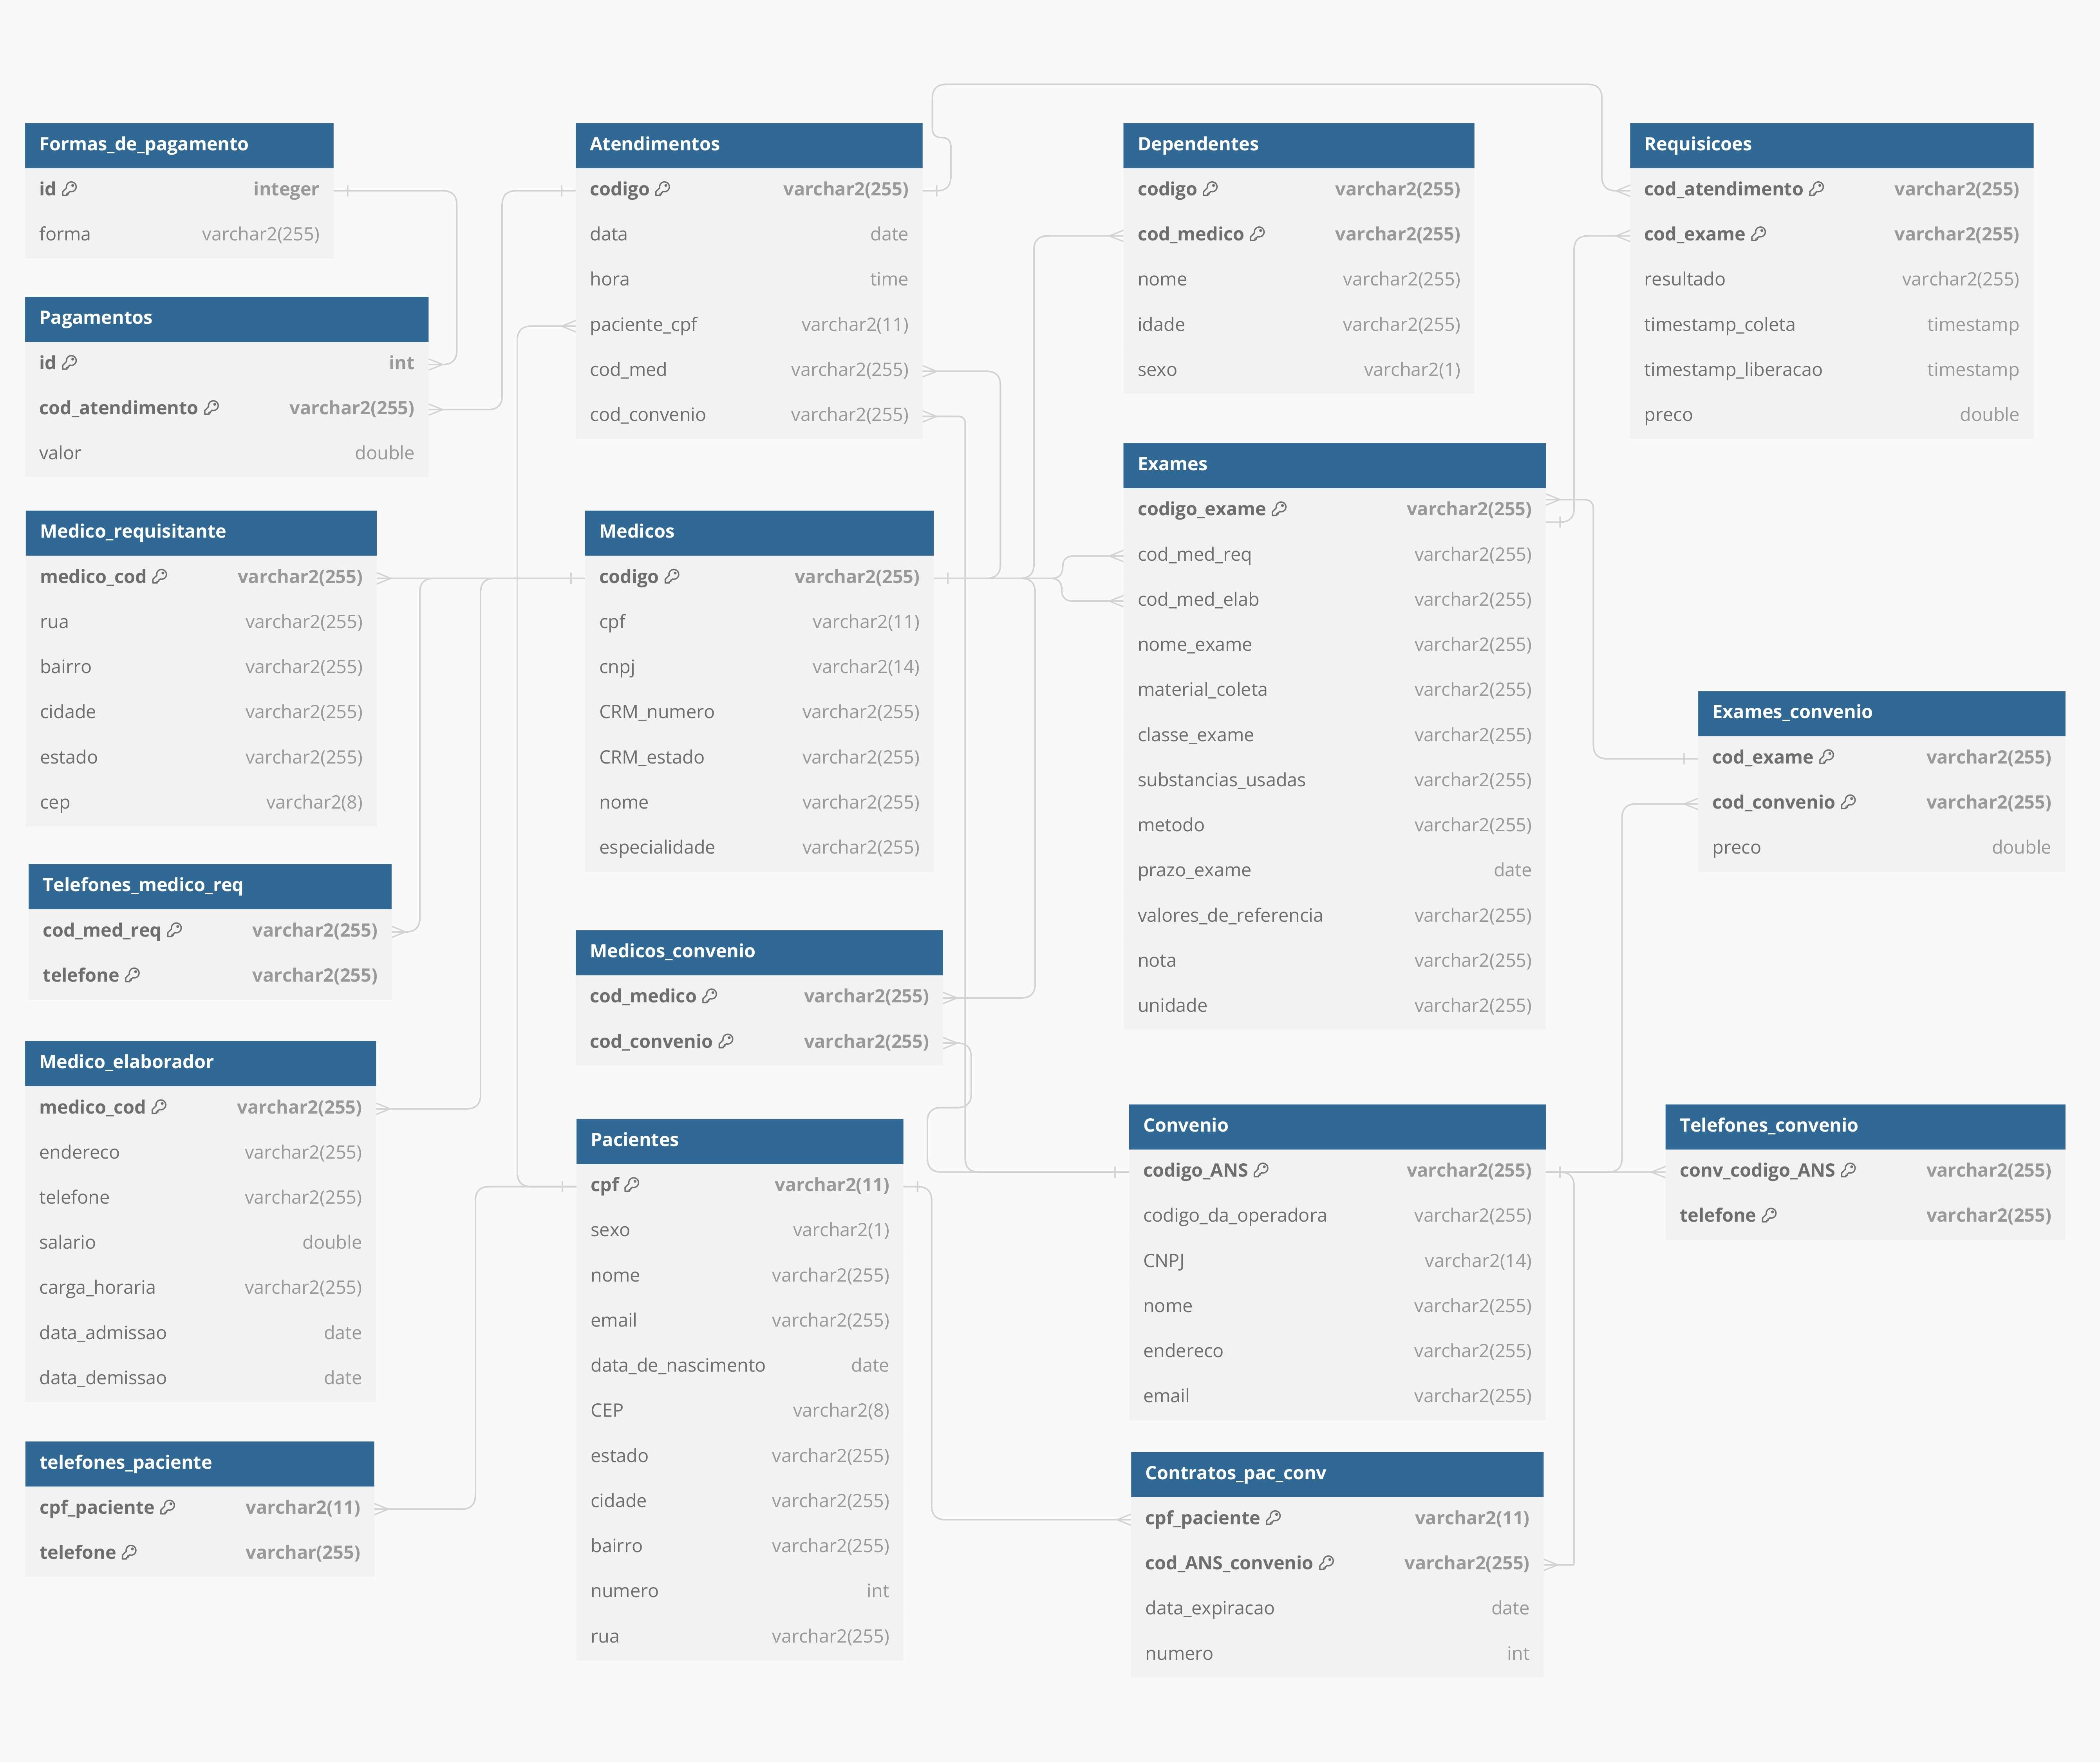 Formas_de_pagamento
id integer
forma varchar2(255)
Pagamentos
id int
cod_atendimento varchar2(255)
valor double
Medico_requisitante
medico_cod varchar2(255)
rua varchar2(255)
bairro varchar2(255)
cidade varchar2(255)
estado varchar2(255)
cep varchar2(8)
Telefones_medico_req
cod_med_req varchar2(255)
telefone varchar2(255)
Medico_elaborador
medico_cod varchar2(255)
endereco varchar2(255)
telefone varchar2(255)
salario double
carga_horaria varchar2(255)
data_admissao date
data_demissao date
telefones_paciente
cpf_paciente varchar2(11)
telefone varchar(255)
Atendimentos
codigo varchar2(255)
data date
hora time
paciente_cpf varchar2(11)
cod_med varchar2(255)
cod_convenio varchar2(255)
Medicos
codigo varchar2(255)
cpf varchar2(11)
cnpj varchar2(14)
CRM_numero varchar2(255)
CRM_estado varchar2(255)
nome varchar2(255)
especialidade varchar2(255)
Medicos_convenio
cod_medico varchar2(255)
cod_convenio varchar2(255)
Pacientes
cpf varchar2(11)
sexo varchar2(1)
nome varchar2(255)
email varchar2(255)
data_de_nascimento date
CEP varchar2(8)
estado varchar2(255)
cidade varchar2(255)
bairro varchar2(255)
numero int
rua varchar2(255)
Dependentes
codigo varchar2(255)
cod_medico varchar2(255)
nome varchar2(255)
idade varchar2(255)
sexo varchar2(1)
Exames
codigo_exame varchar2(255)
cod_med_req varchar2(255)
cod_med_elab varchar2(255)
nome_exame varchar2(255)
material_coleta varchar2(255)
classe_exame varchar2(255)
substancias_usadas varchar2(255)
metodo varchar2(255)
prazo_exame date
valores_de_referencia varchar2(255)
nota varchar2(255)
unidade varchar2(255)
Convenio
codigo_ANS varchar2(255)
codigo_da_operadora varchar2(255)
CNPJ varchar2(14)
nome varchar2(255)
endereco varchar2(255)
email varchar2(255)
Contratos_pac_conv
cpf_paciente varchar2(11)
cod_ANS_convenio varchar2(255)
data_expiracao date
numero int
Requisicoes
cod_atendimento varchar2(255)
cod_exame varchar2(255)
resultado varchar2(255)
timestamp_coleta timestamp
timestamp_liberacao timestamp
preco double
Exames_convenio
cod_exame varchar2(255)
cod_convenio varchar2(255)
preco double
Telefones_convenio
conv_codigo_ANS varchar2(255)
telefone varchar2(255)